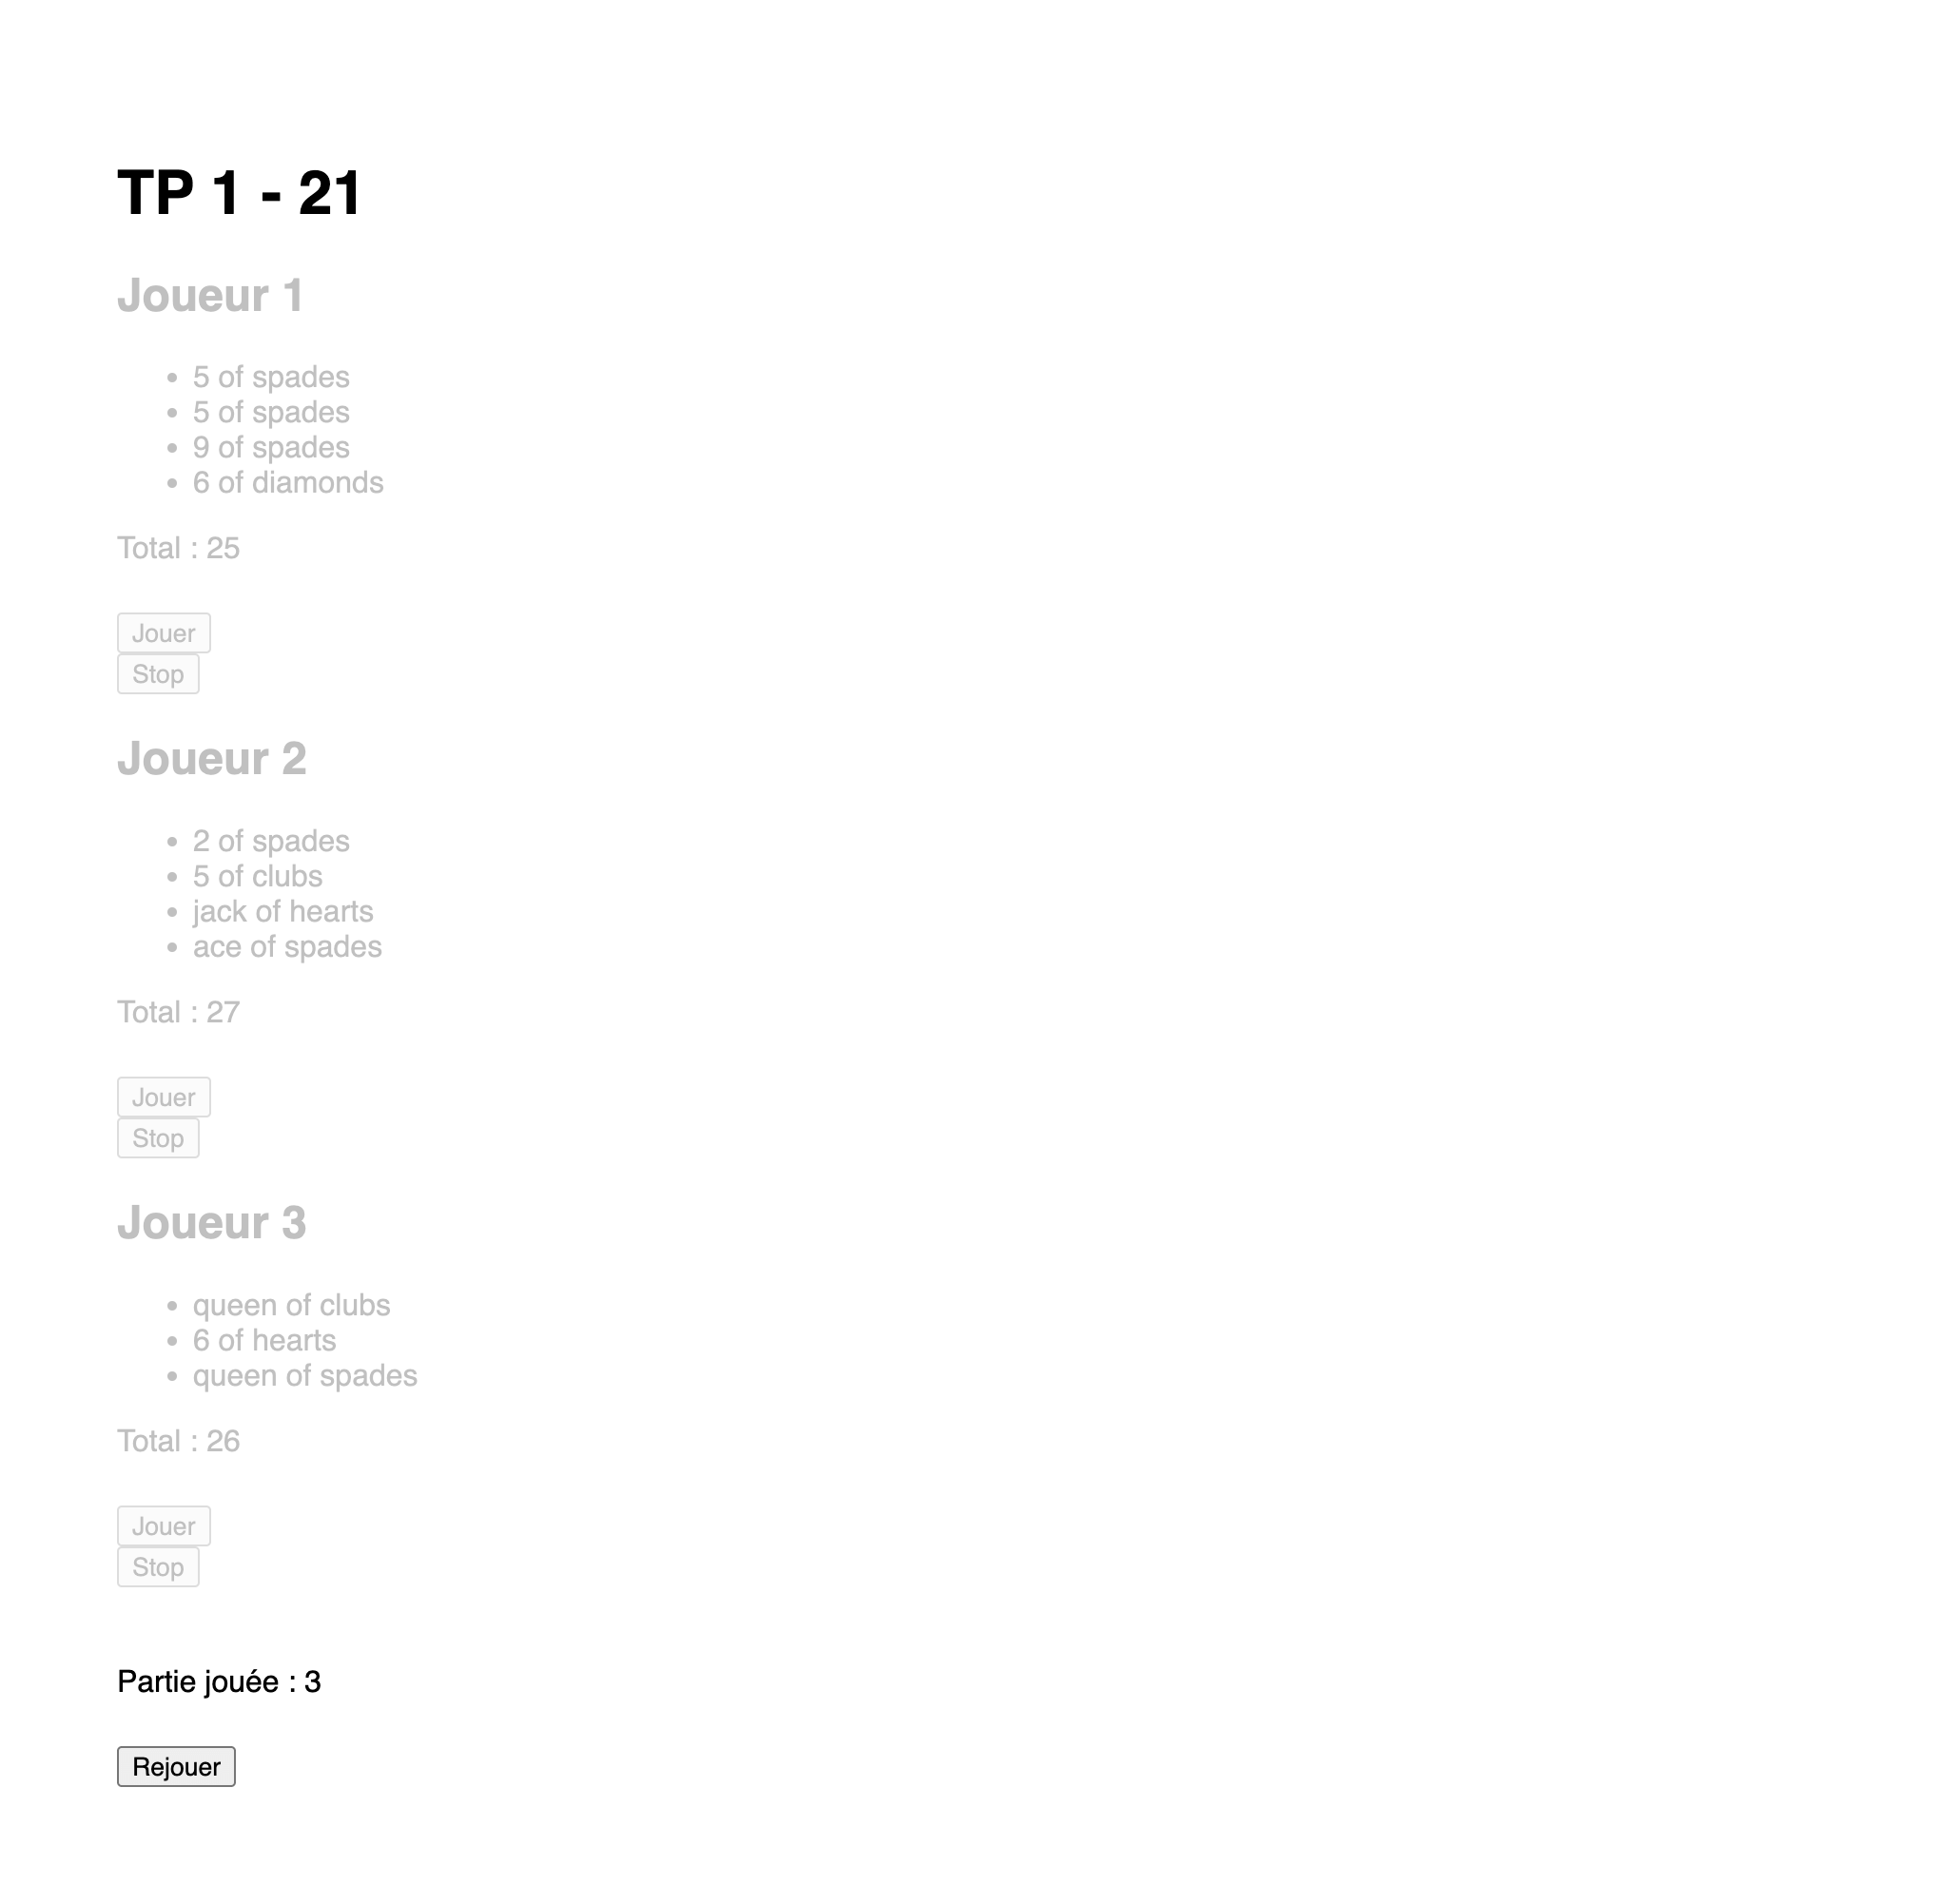 TP 1 - 21
Joueur 1
5 of spades
5 of spades
9 of spades
6 of diamonds
Total : 25
Jouer
Stop
Joueur 2
2 of spades
5 of clubs
jack of hearts
ace of spades
Total : 27
Jouer
Stop
Joueur 3
queen of clubs
6 of hearts
queen of spades
Total : 26
Jouer
Stop
Partie jouée : 3
Rejouer